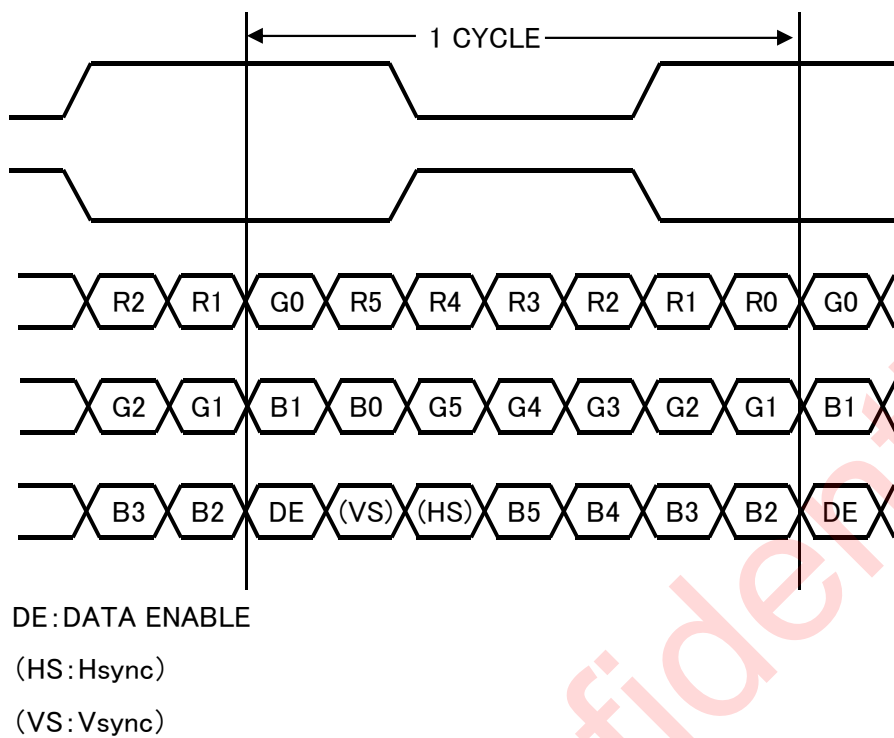 1 CYCLE
R2 R1 G0 R5 R4 R3 R2 R1 R0 G0
G2 G1 B1 B0 G5 G4 G3 G2 G1 B1
B3 B2 DE (VS) (HS) B5 B4 B3 B2 DE
DE:DATA ENABLE
(HS:Hsync)
(VS:Vsync)